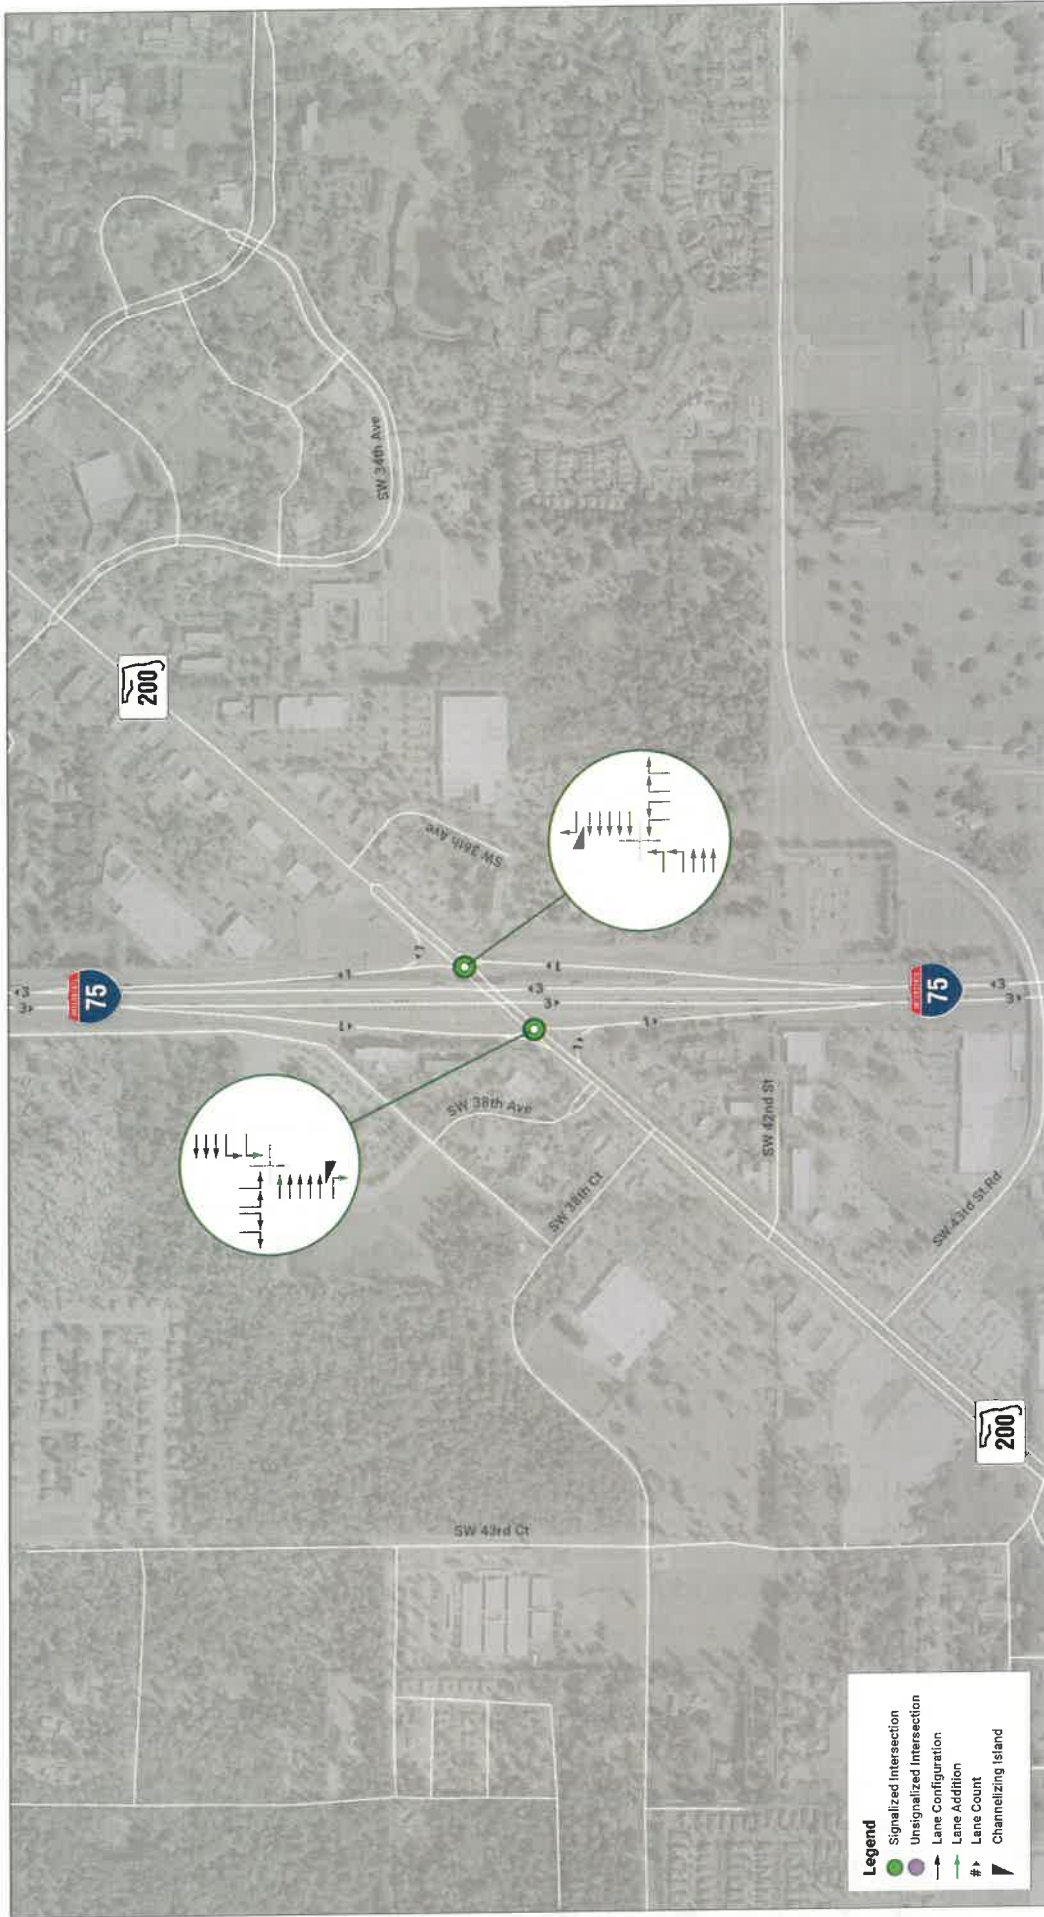 SW 34th Ave
200
SW 36th Ave
1
75
3
3
1
1
1
3
3
1
1
1
75
3
3
SW 38th Ave
SW 38th Ct
SW 42nd St
SW 43rd St Rd
200
SW 43rd Ct
Legend
Signalized Intersection
Unsignalized Intersection
Lane Configuration
Lane Addition
# Lane Count
Channelizing Island